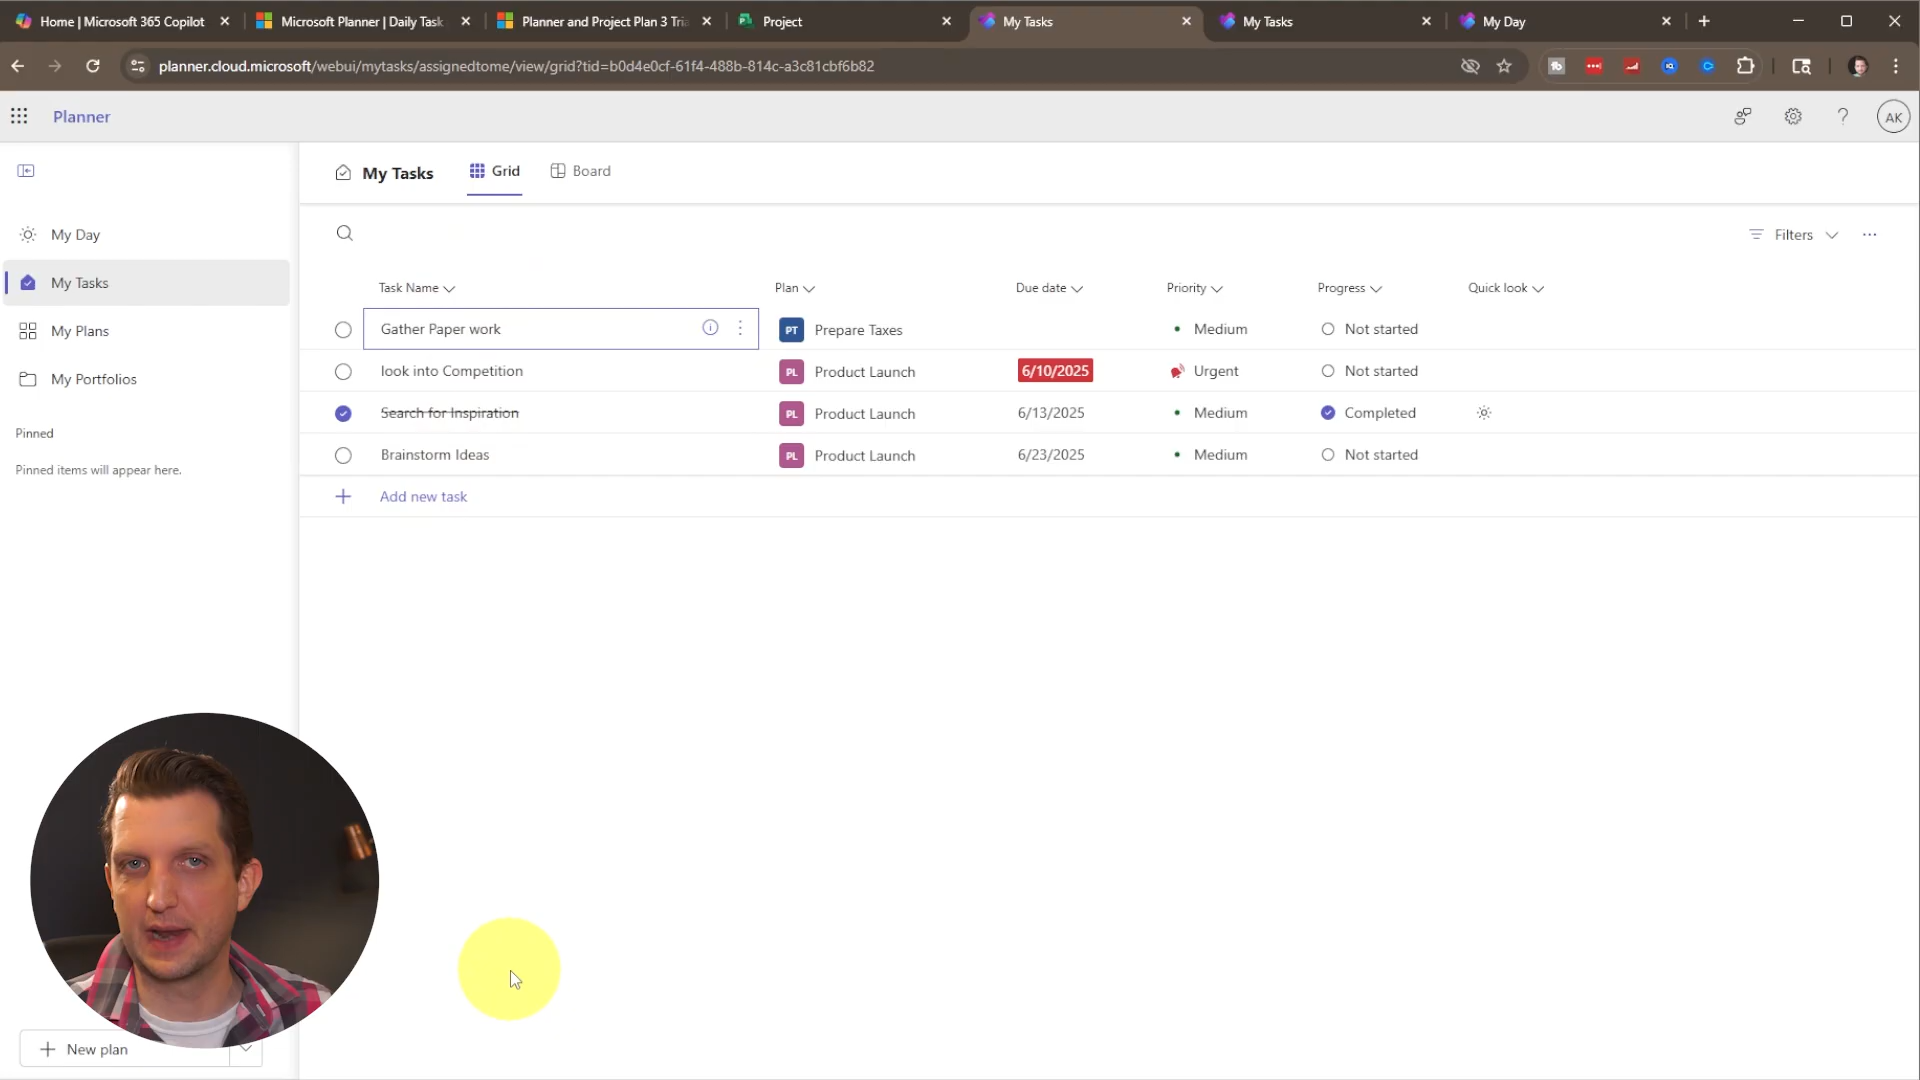 Home | Microsoft 365 Copilot
Microsoft Planner | Daily Task
Planner and Project Plan 3 Tria
Project
My Tasks
My Tasks
My Day
planner.cloud.microsoft/webui/mytasks/assignedtome/view/grid?tid=b0d4e0cf-61f4-488b-814c-a3c81cbf6b82
Planner
AK
My Tasks
Grid
Board
My Day
My Tasks
My Plans
My Portfolios
Pinned
Pinned items will appear here.
Filters
Task Name Plan Due date Priority Progress Quick look
Gather Paper work PT Prepare Taxes Medium Not started
look into Competition PL Product Launch 6/10/2025 Urgent Not started
Search for Inspiration PL Product Launch 6/13/2025 Medium Completed
Brainstorm Ideas PL Product Launch 6/23/2025 Medium Not started
Add new task
New plan